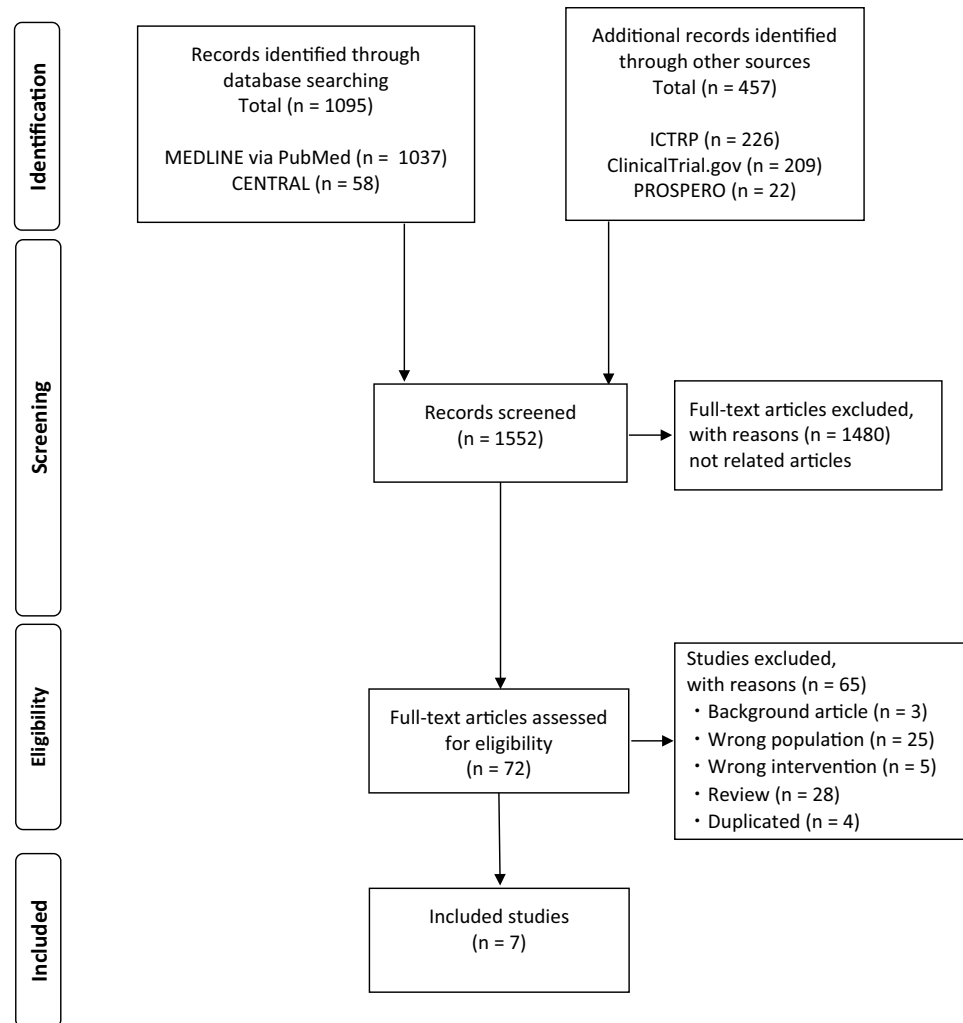 Identification
Records identified through
database searching
Total (n = 1095)
MEDLINE via PubMed (n = 1037)
CENTRAL (n = 58)
Additional records identified
through other sources
Total (n = 457)
ICTRP (n = 226)
ClinicalTrial.gov (n = 209)
PROSPERO (n = 22)
Screening
Records screened
(n = 1552)
Full-text articles excluded,
with reasons (n = 1480)
not related articles
Eligibility
Full-text articles assessed
for eligibility
(n = 72)
Studies excluded,
with reasons (n = 65)
・Background article (n = 3)
・Wrong population (n = 25)
・Wrong intervention (n = 5)
・Review (n = 28)
・Duplicated (n = 4)
Included
Included studies
(n = 7)